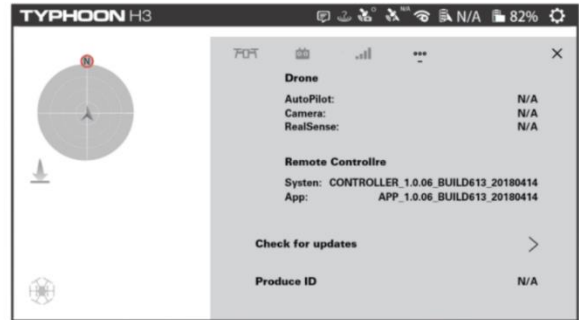 TYPHOON H3 N/A N/A 82%
N
Drone
AutoPilot: N/A
Camera: N/A
RealSense: N/A
Remote Controllre
Systen: CONTROLLER_1.0.06_BUILD613_20180414
App: APP_1.0.06_BUILD613_20180414
Check for updates
Produce ID N/A